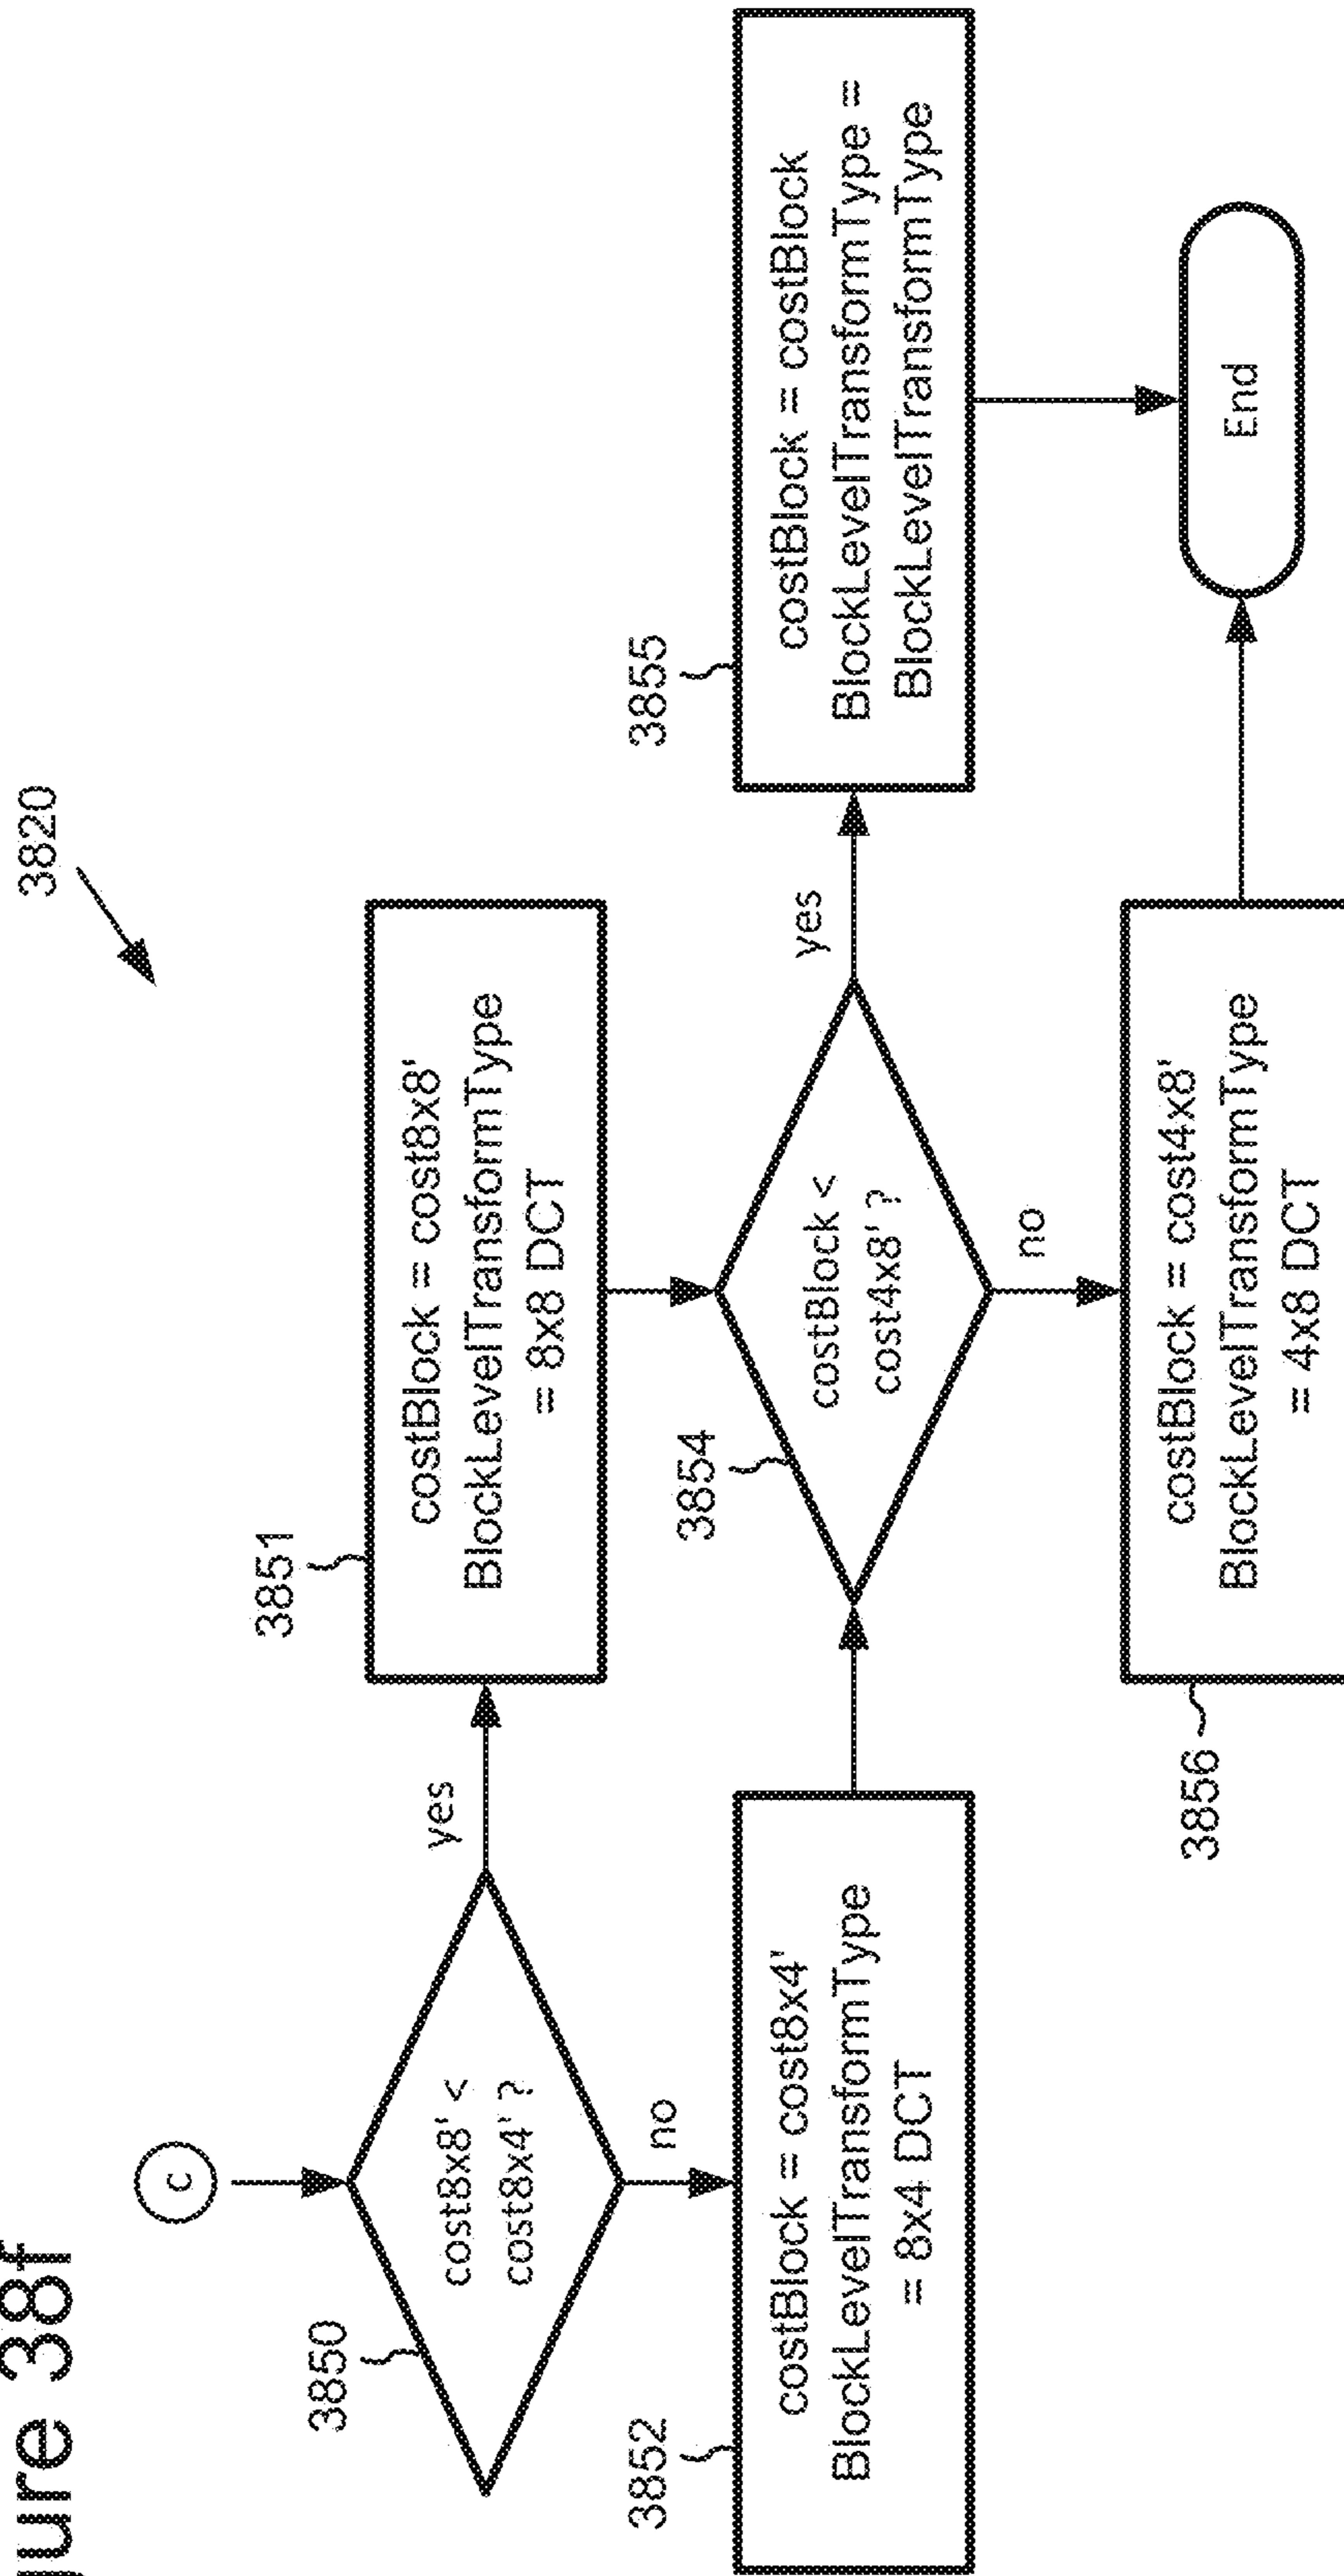 gure 38f
3820
c
3850
cost8x8' <
cost8x4' ?
yes
no
3851
costBlock = cost8x8'
BlockLevelTransformType
= 8x8 DCT
3852
costBlock = cost8x4'
BlockLevelTransformType
= 8x4 DCT
3854
costBlock <
cost4x8' ?
yes
no
3855
costBlock = costBlock
BlockLevelTransformType =
BlockLevelTransformType
3856
costBlock = cost4x8'
BlockLevelTransformType
= 4x8 DCT
End